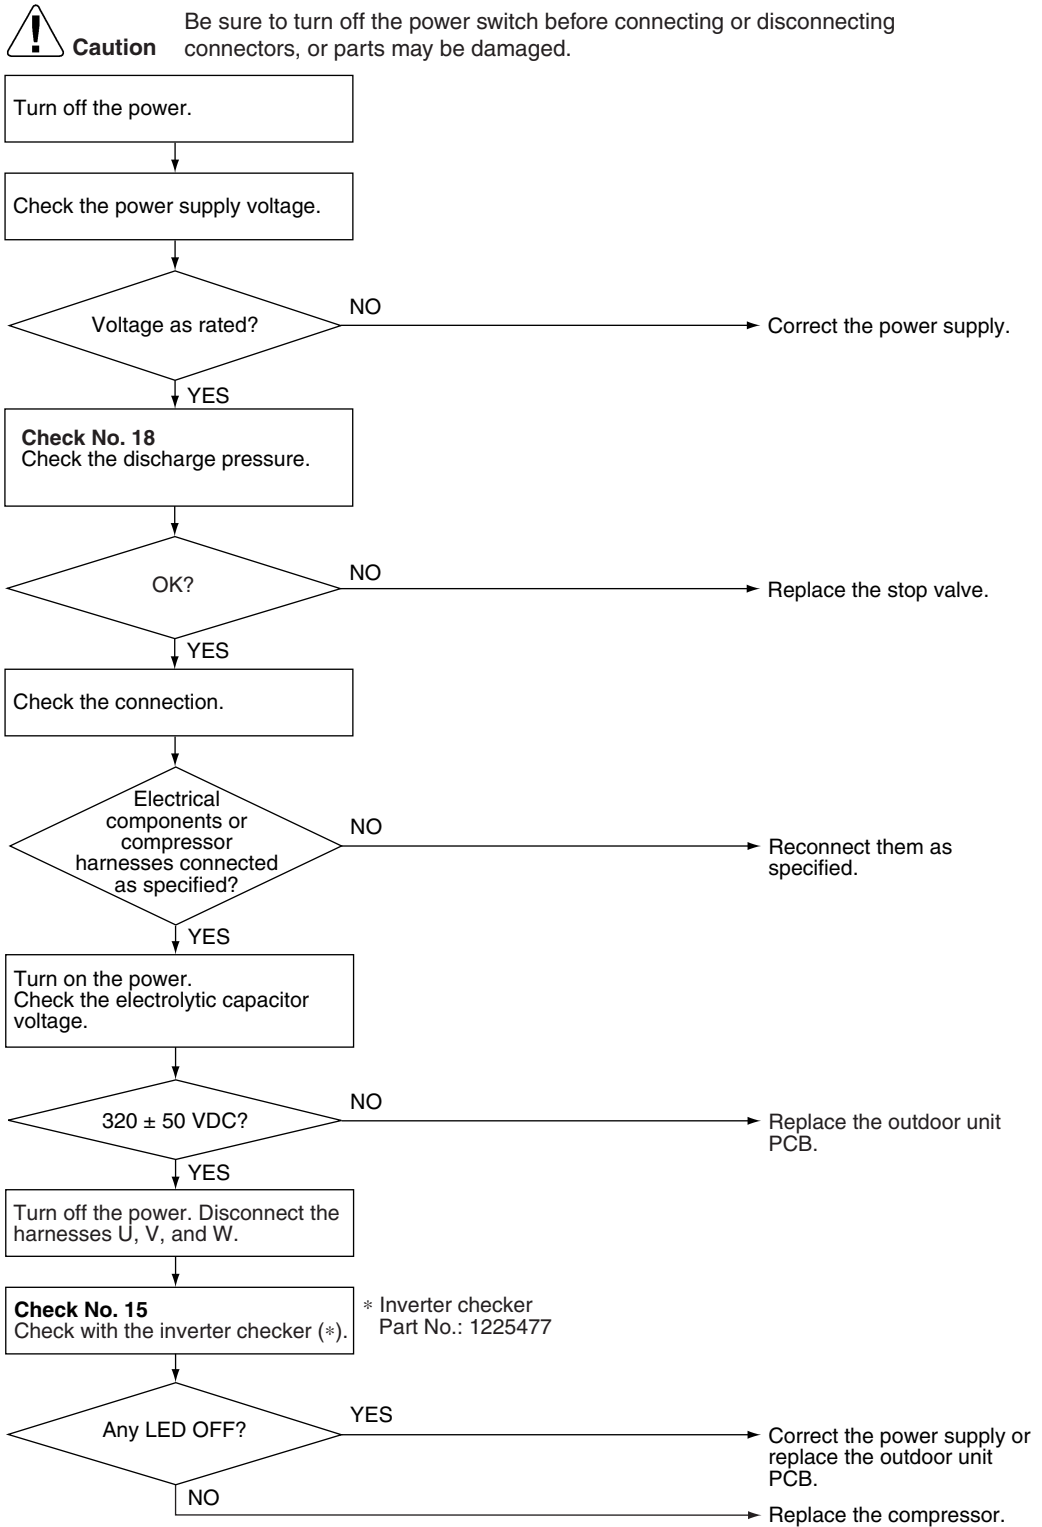 Be sure to turn off the power switch before connecting or disconnecting
Caution connectors, or parts may be damaged.
Turn off the power.
Check the power supply voltage.
NO
Voltage as rated?
Correct the power supply.
YES
Check No. 18
Check the discharge pressure.
NO
OK?
Replace the stop valve.
YES
Check the connection.
Electrical
components or
compressor
harnesses connected
as specified?
NO
Reconnect them as
specified.
YES
Turn on the power.
Check the electrolytic capacitor
voltage.
NO
320 ± 50 VDC?
Replace the outdoor unit
PCB.
YES
Turn off the power. Disconnect the
harnesses U, V, and W.
Check No. 15
Check with the inverter checker (*).
* Inverter checker
Part No.: 1225477
YES
Any LED OFF?
Correct the power supply or
replace the outdoor unit
PCB.
NO
Replace the compressor.